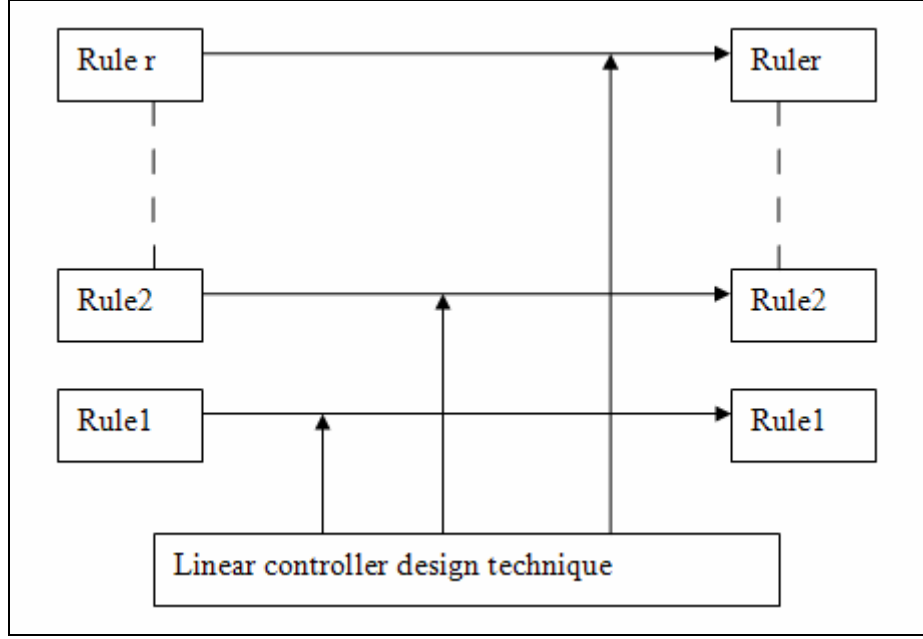 Rule r
Ruler
Rule2
Rule2
Rule1
Rule1
Linear controller design technique